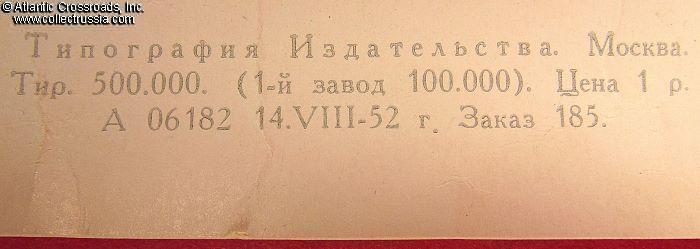 © Atlantic Crossroads, Inc.
www.collectrussia.com
Типография Издательства. Москва.
Тир. 500.000. (1-й завод 100.000). Цена 1 р.
А 06182 14.VIII-52 г. Заказ 185.